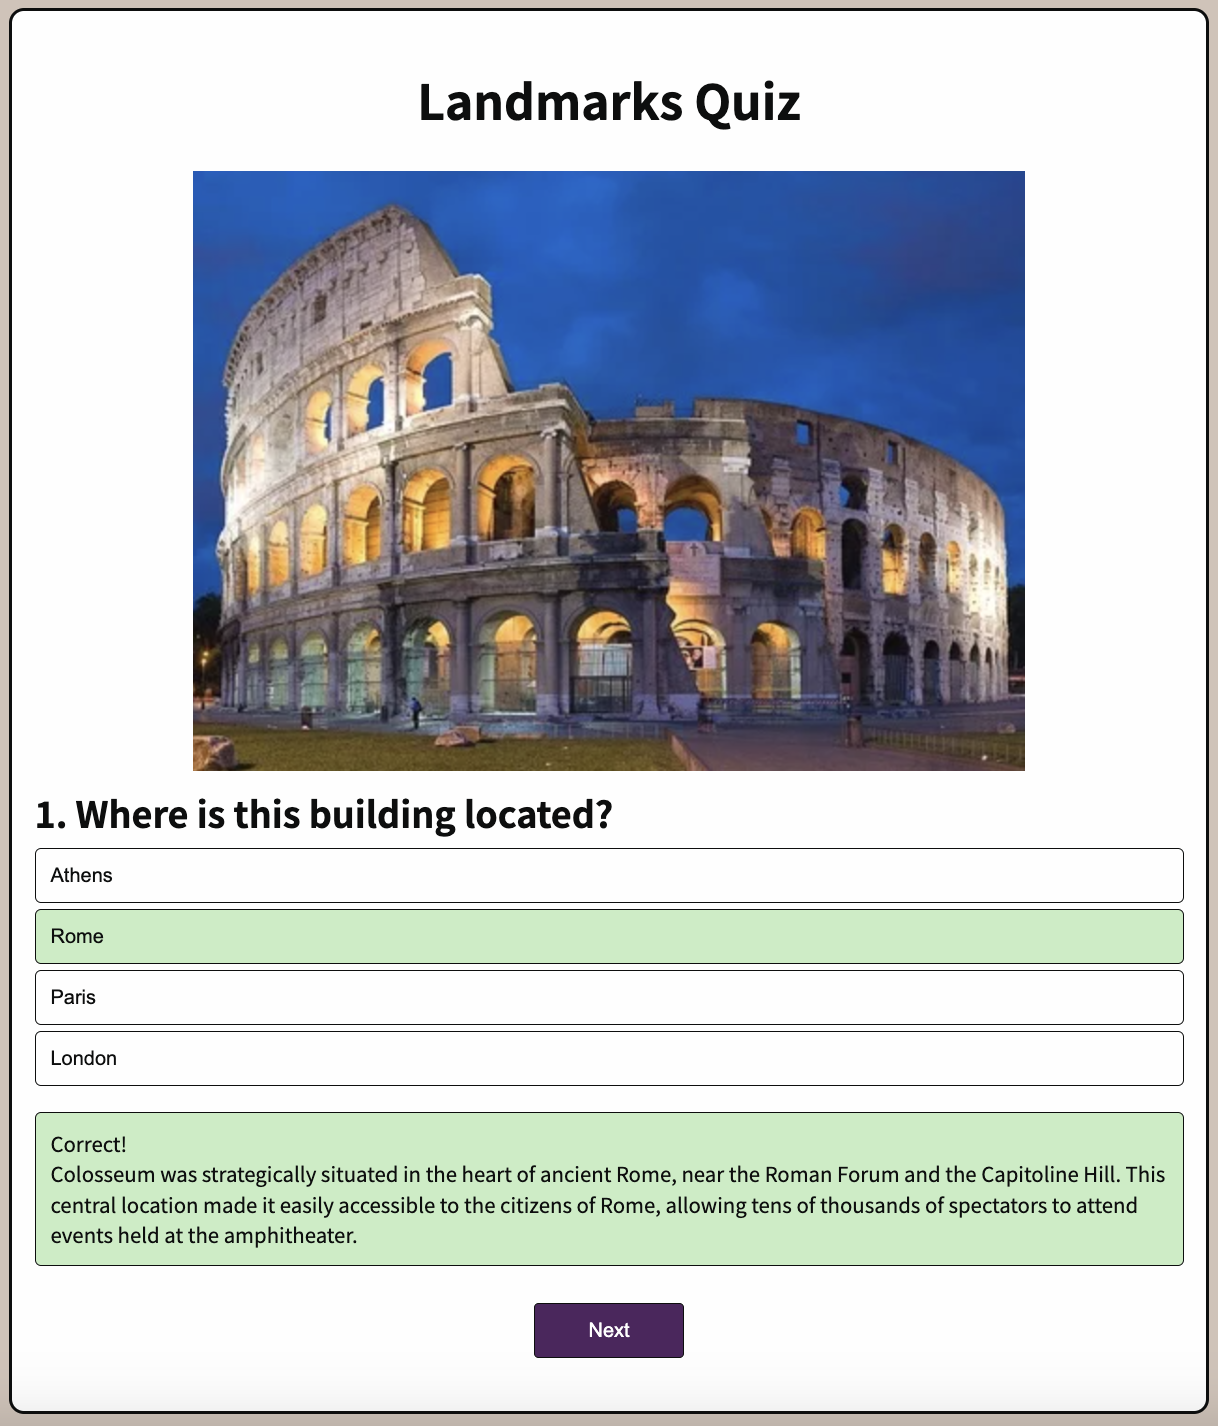 Landmarks Quiz
1. Where is this building located?
Athens
Rome
Paris
London
Correct!
Colosseum was strategically situated in the heart of ancient Rome, near the Roman Forum and the Capitoline Hill. This
central location made it easily accessible to the citizens of Rome, allowing tens of thousands of spectators to attend
events held at the amphitheater.
Next